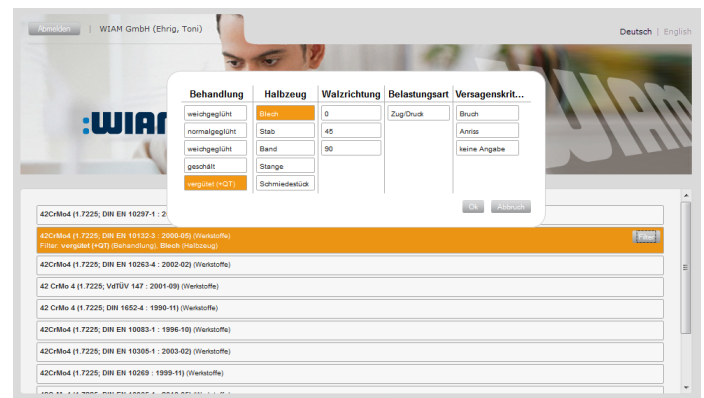 Abmelden | WIAM GmbH (Ehrig, Toni)
Deutsch | English
:WIAM
WIAM
Behandlung Halbzeug Walzrichtung Belastungsart Versagenskrit...
weichgeglüht Blech 0 Zug/Druck Bruch
normalgeglüht Stab 45 Anriss
weichgeglüht Band 90 keine Angabe
geschält Stange
vergütet (+QT) Schmiedestück
Ok Abbruch
42CrMo4 (1.7225; DIN EN 10297-1 : 2
42CrMo4 (1.7225; DIN EN 10132-3 : 2000-05) (Werkstoffe)
Filter
Filter: vergütet (+QT) (Behandlung), Blech (Halbzeug)
42CrMo4 (1.7225; DIN EN 10263-4 : 2002-02) (Werkstoffe)
42 CrMo 4 (1.7225; VdTÜV 147 : 2001-09) (Werkstoffe)
42 CrMo 4 (1.7225; DIN 1652-4 : 1990-11) (Werkstoffe)
42CrMo4 (1.7225; DIN EN 10083-1 : 1996-10) (Werkstoffe)
42CrMo4 (1.7225; DIN EN 10305-1 : 2003-02) (Werkstoffe)
42CrMo4 (1.7225; DIN EN 10269 : 1999-11) (Werkstoffe)